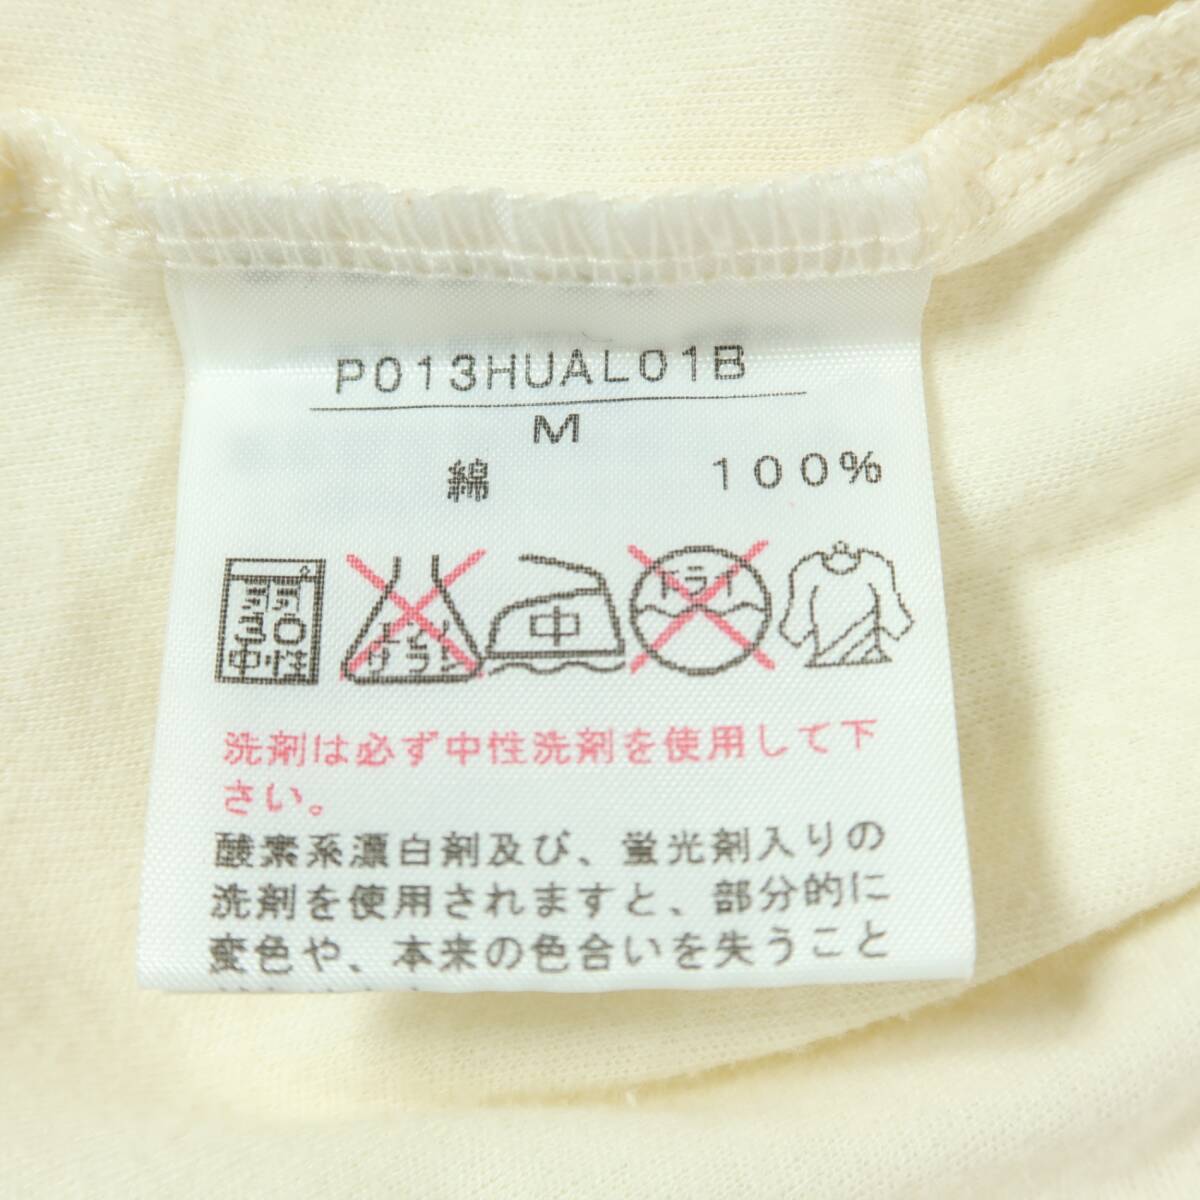 P013HUAL01B
M
綿 100%
弱
30
中性
エンソ
サラシ
中
ドライ
洗剤は必ず中性洗剤を使用して下
さい。
酸素系漂白剤及び、蛍光剤入りの
洗剤を使用されますと、部分的に
変色や、本来の色合いを失うこと